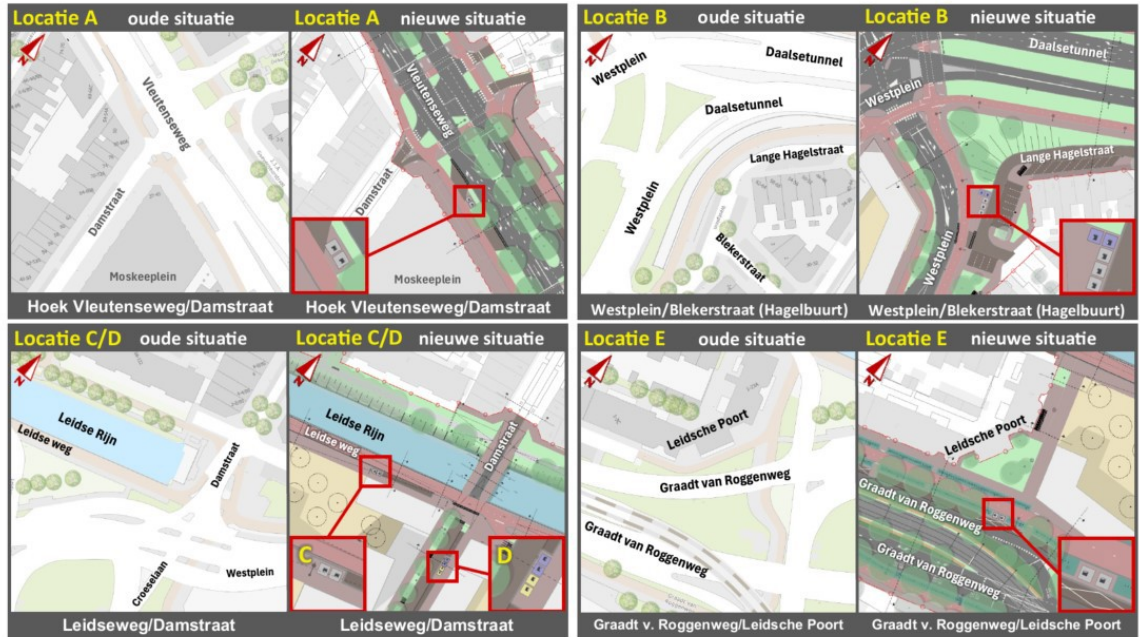 Locatie A oude situatie
Vleutenseweg
Damstraat
Moskeeplein
Hoek Vleutenseweg/Damstraat
Locatie A nieuwe situatie
Vleutenseweg
Damstraat
Moskeeplein
Hoek Vleutenseweg/Damstraat
Locatie B oude situatie
Westplein
Daalsetunnel
Daalsetunnel
Lange Hagelstraat
Westplein
Blekerstraat
Westplein/Blekerstraat (Hagelbuurt)
Locatie B nieuwe situatie
Daalsetunnel
Westplein
Lange Hagelstraat
Westplein
Westplein/Blekerstraat (Hagelbuurt)
Locatie C/D oude situatie
Leidse Rijn
Leidse weg
Damstraat
Croeselaan
Westplein
Leidseweg/Damstraat
Locatie C/D nieuwe situatie
Leidse Rijn
Leidse weg
Damstraat
C
D
Leidseweg/Damstraat
Locatie E oude situatie
Leidsche Poort
Graadt van Roggenweg
Graadt van Roggenweg
Graadt v. Roggenweg/Leidsche Poort
Locatie E nieuwe situatie
Leidsche Poort
Graadt van Roggenweg
Graadt van Roggenweg
Graadt v. Roggenweg/Leidsche Poort